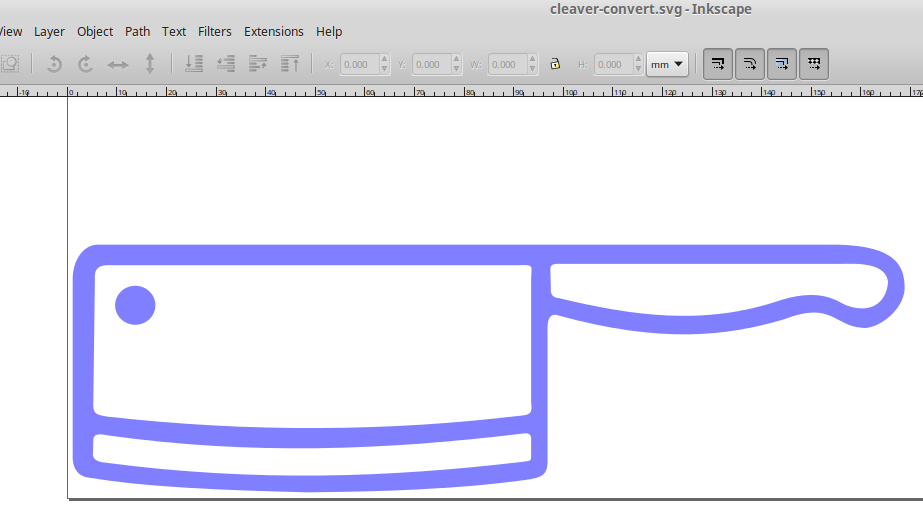 cleaver-convert.svg - Inkscape
View Layer Object Path Text Filters Extensions Help
X: 0.000 Y: 0.000 W: 0.000 H: 0.000 mm
-10 0 10 20 30 40 50 60 70 80 90 100 110 120 130 140 150 160 170